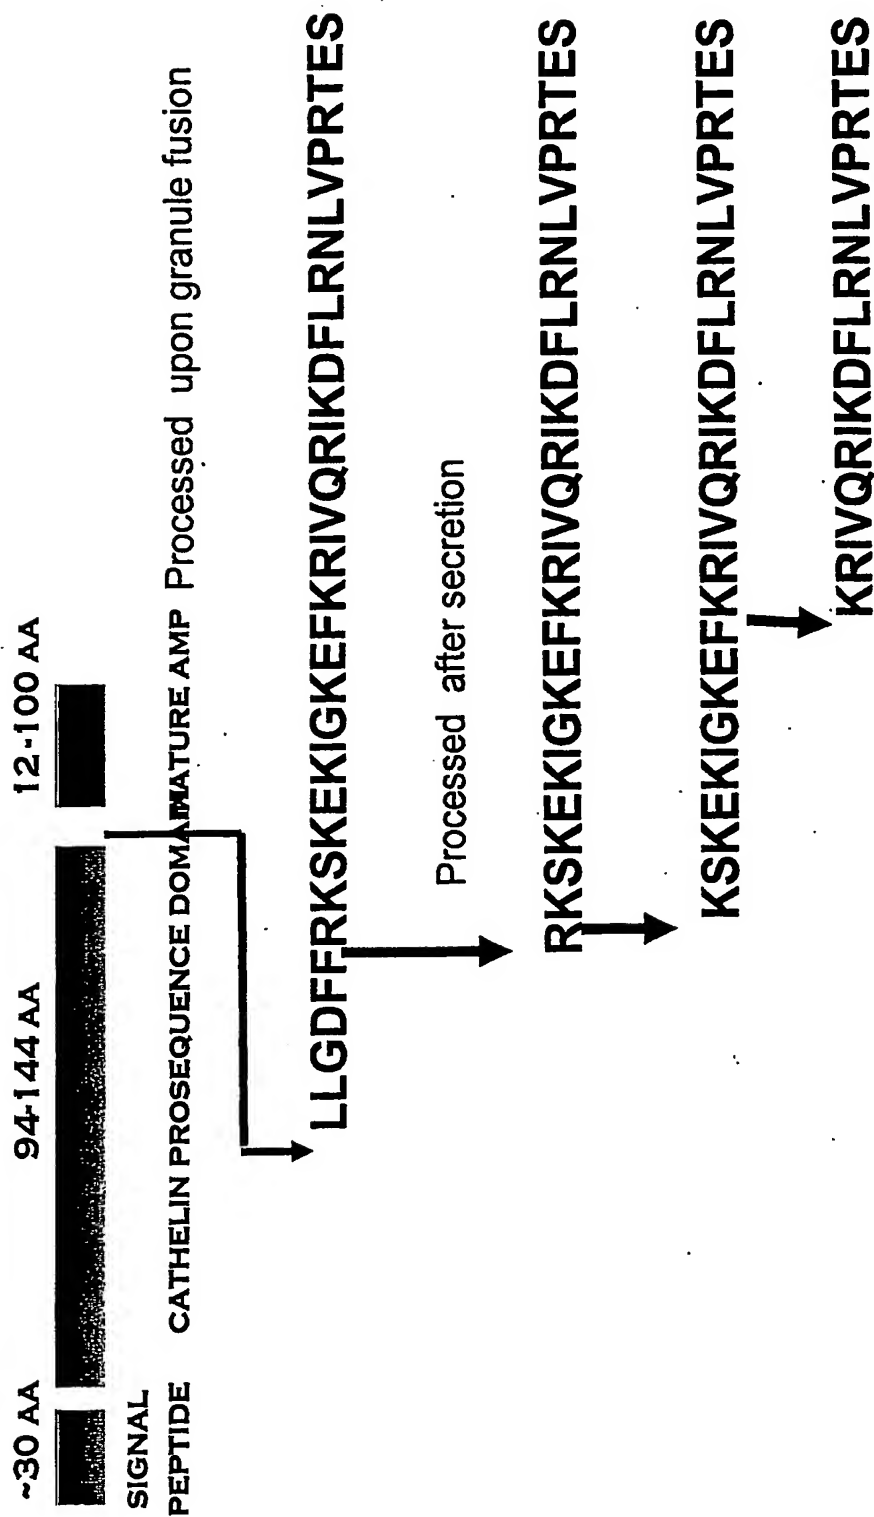 ~30 AA 94-144 AA 12-100 AA
SIGNAL
PEPTIDE CATHELIN PROSEQUENCE DOMAIN MATURE AMP Processed upon granule fusion
LLGDFFRKSKEKIGKEFKRIVQRIKDFLRNLVPRTES
Processed after secretion
RKSKEKIGKEFKRIVQRIKDFLRNLVPRTES
KSKEKIGKEFKRIVQRIKDFLRNLVPRTES
KRIVQRIKDFLRNLVPRTES